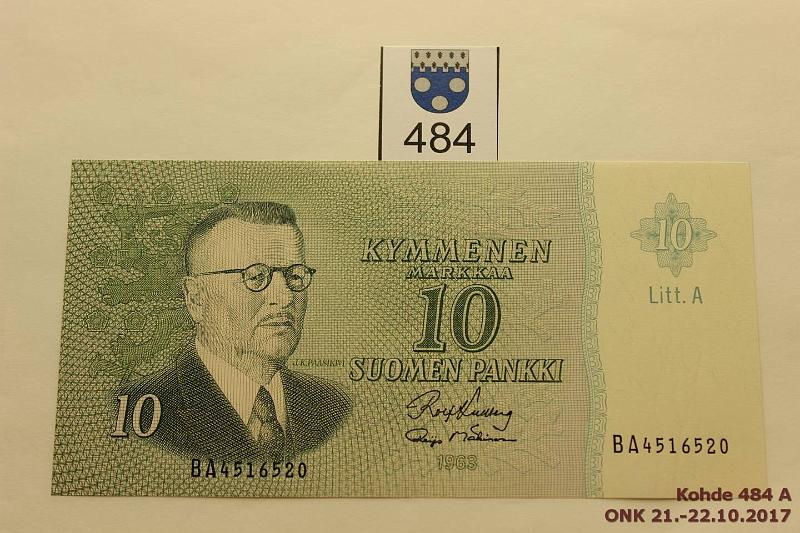 484
KYMMENEN
MARKKAA
10
SUOMEN PANKKI
1963
J.K.PAASIKIVI
10
BA4516520
10
Litt. A
BA4516520
Kohde 484 A
ONK 21.-22.10.2017